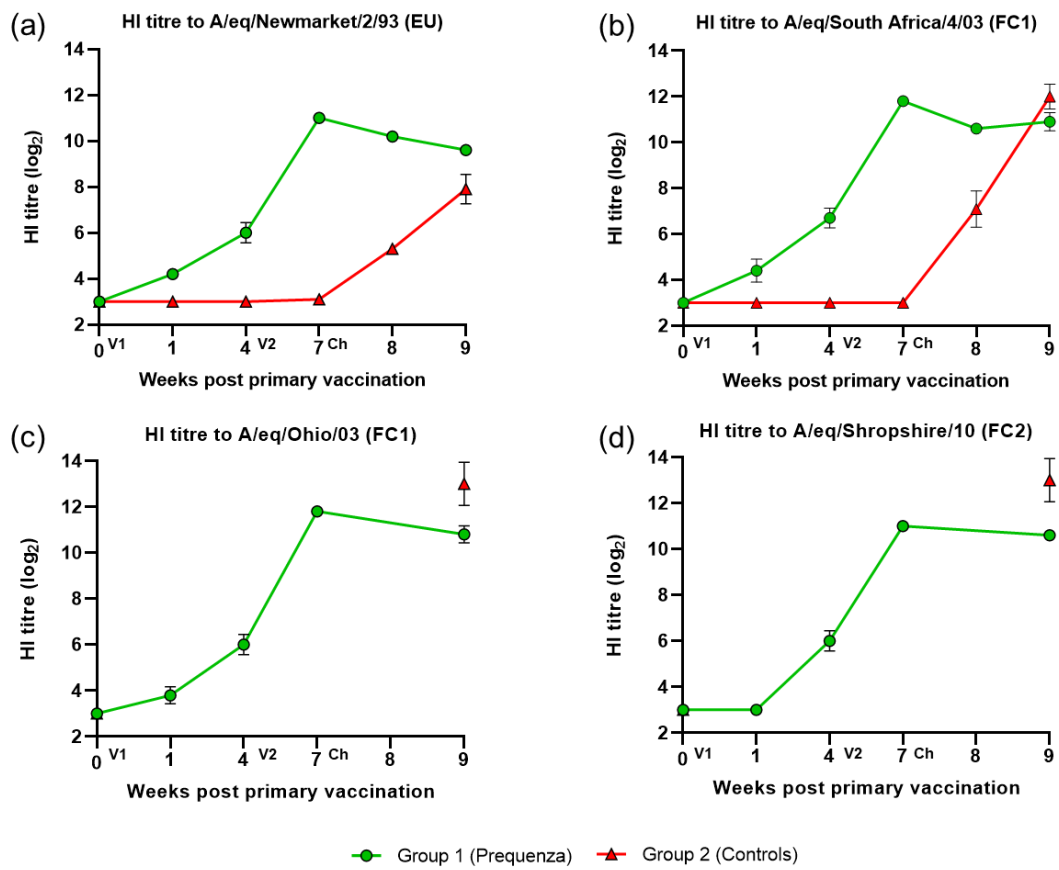 (a)
HI titre to A/eq/Newmarket/2/93 (EU)
HI titre (log2)
14
12
10
8
6
4
2
0 V1 1 4 V2 7 Ch 8 9
Weeks post primary vaccination
(b)
HI titre to A/eq/South Africa/4/03 (FC1)
HI titre (log2)
14
12
10
8
6
4
2
0 V1 1 4 V2 7 Ch 8 9
Weeks post primary vaccination
(c)
HI titre to A/eq/Ohio/03 (FC1)
HI titre (log2)
14
12
10
8
6
4
2
0 V1 1 4 V2 7 Ch 8 9
Weeks post primary vaccination
(d)
HI titre to A/eq/Shropshire/10 (FC2)
HI titre (log2)
14
12
10
8
6
4
2
0 V1 1 4 V2 7 Ch 8 9
Weeks post primary vaccination
Group 1 (Prequenza) Group 2 (Controls)